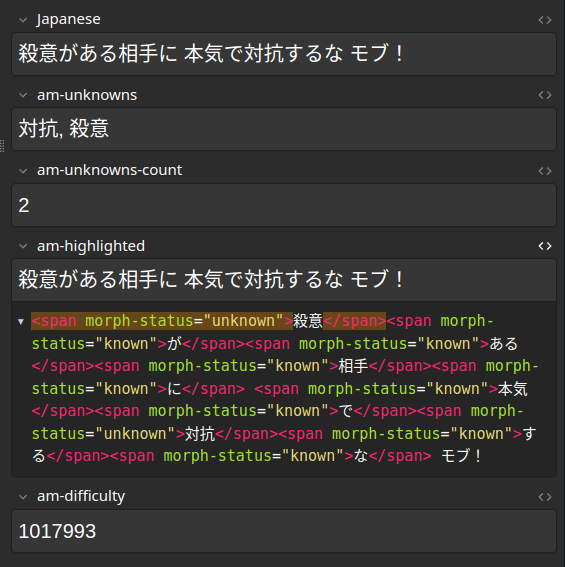 Japanese
殺意がある相手に 本気で対抗するな モブ！
am-unknowns
対抗, 殺意
am-unknowns-count
2
am-highlighted
殺意がある相手に 本気で対抗するな モブ！
<span morph-status="unknown">殺意</span><span morph-
status="known">が</span><span morph-status="known">ある
</span><span morph-status="known">相手</span><span morph-
status="known">に</span> <span morph-status="known">本気
</span><span morph-status="known">で</span><span morph-
status="unknown">対抗</span><span morph-status="known">す
る</span><span morph-status="known">な</span> モブ！
am-difficulty
1017993